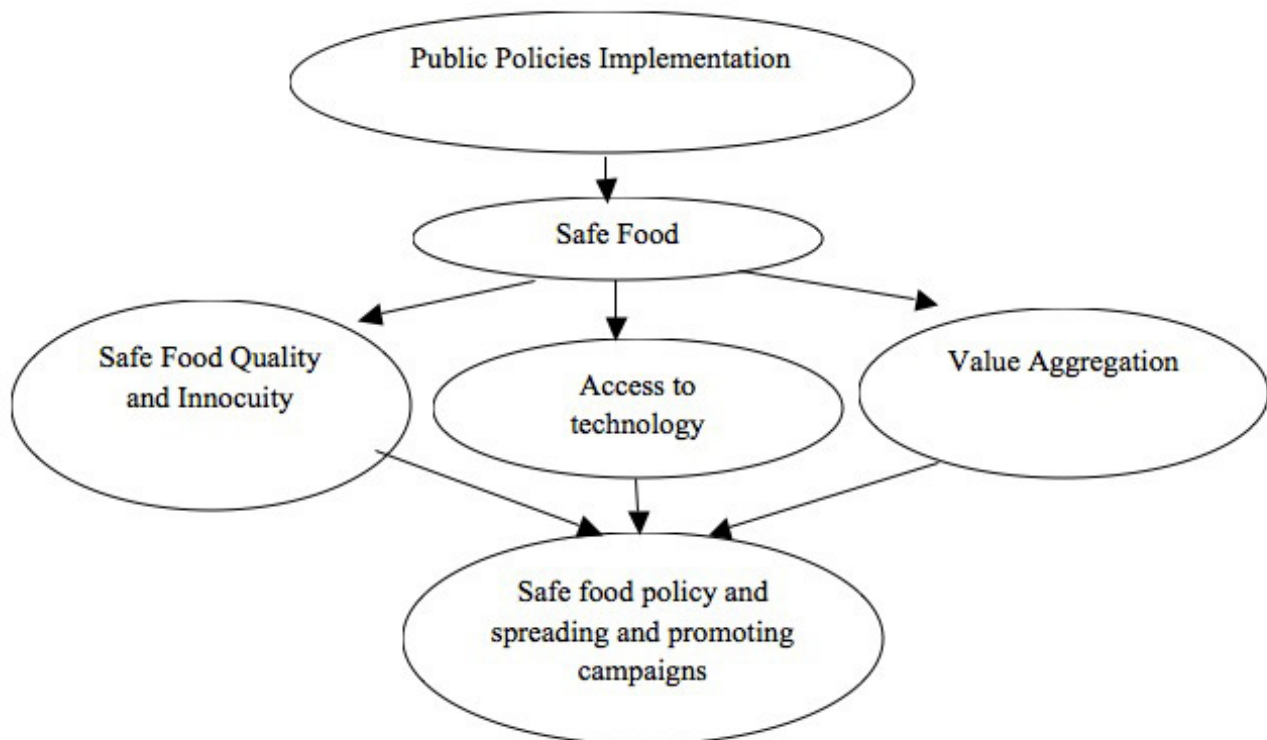 Public Policies Implementation
Safe Food
Safe Food Quality
and Innocuity
Access to
technology
Value Aggregation
Safe food policy and
spreading and promoting
campaigns